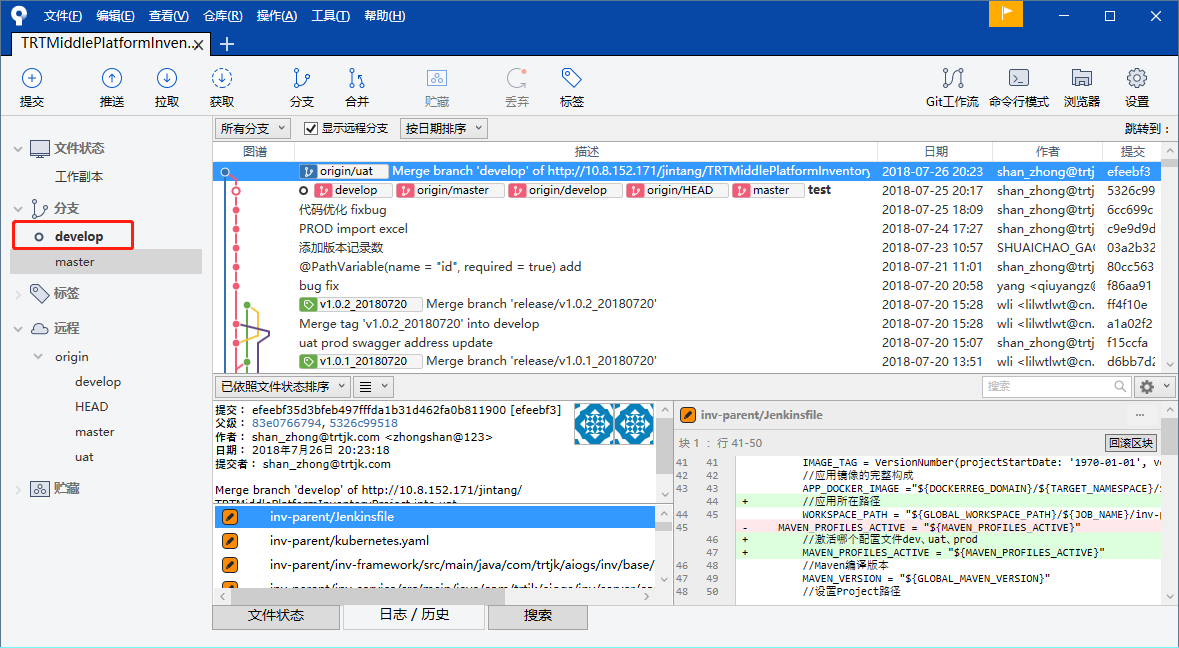 文件(F) 编辑(E) 查看(V) 仓库(R) 操作(A) 工具(T) 帮助(H)
TRTMiddlePlatformInven..
提交 推送 拉取 获取 分支 合并 贮藏 丢弃 标签 Git工作流 命令行模式 浏览器 设置
文件状态
工作副本
分支
develop
master
标签
远程
origin
develop
HEAD
master
uat
贮藏
所有分支 显示远程分支 按日期排序 跳转到：
图谱 描述 日期 作者 提交
origin/uat Merge branch 'develop' of http://10.8.152.171/jintang/TRTMiddlePlatformInventory 2018-07-26 20:23 shan_zhong@trtj efeebf3
develop origin/master origin/develop origin/HEAD master test 2018-07-25 20:17 shan_zhong@trtj 5326c99
代码优化 fixbug 2018-07-25 18:09 shan_zhong@trtj 6cc699c
PROD import excel 2018-07-24 17:27 shan_zhong@trtj c9e9d9d
添加版本记录数 2018-07-23 10:57 SHUAICHAO_GAO 03a2b32
@PathVariable(name = "id", required = true) add 2018-07-21 11:01 shan_zhong@trtj 80cc563
bug fix 2018-07-20 20:58 yang <qiuyangz@ f86aa91
v1.0.2_20180720 Merge branch 'release/v1.0.2_20180720' 2018-07-20 15:28 wli <lilwtlwt@cn. ff4f10e
Merge tag 'v1.0.2_20180720' into develop 2018-07-20 15:28 wli <lilwtlwt@cn. a1a02f2
uat prod swagger address update 2018-07-20 15:07 shan_zhong@trtj f15ccfa
v1.0.1_20180720 Merge branch 'release/v1.0.1_20180720' 2018-07-20 13:51 wli <lilwtlwt@cn. d6bb7d2
已依照文件状态排序 搜索
提交： efeebf35d3bfeb497fffda1b31d462fa0b811900 [efeebf3]
父级： 83e0766794, 5326c99518
作者： shan_zhong@trtjk.com <zhongshan@123>
日期： 2018年7月26日 20:23:18
提交者： shan_zhong@trtjk.com
Merge branch 'develop' of http://10.8.152.171/jintang/
TRTMiddlePlatformInventoryProject into uat
inv-parent/Jenkinsfile
inv-parent/kubernetes.yaml
inv-parent/inv-framework/src/main/java/com/trtjk/aiogs/inv/base/
inv-parent/Jenkinsfile ...
块 1 ： 行 41-50 回滚区块
41 41 IMAGE_TAG = VersionNumber(projectStartDate: '1970-01-01', ve
42 42 //应用镜像的完整构成
43 43 APP_DOCKER_IMAGE ="${DOCKERREG_DOMAIN}/${TARGET_NAMESPACE}/$
44 + //应用所在路径
44 45 WORKSPACE_PATH = "${GLOBAL_WORKSPACE_PATH}/${JOB_NAME}/inv-p
45 - MAVEN_PROFILES_ACTIVE = "${MAVEN_PROFILES_ACTIVE}"
46 + //激活哪个配置文件dev、uat、prod
47 + MAVEN_PROFILES_ACTIVE = "${MAVEN_PROFILES_ACTIVE}"
46 48 //Maven编译版本
47 49 MAVEN_VERSION = "${GLOBAL_MAVEN_VERSION}"
48 50 //设置Project路径
文件状态 日志 / 历史 搜索